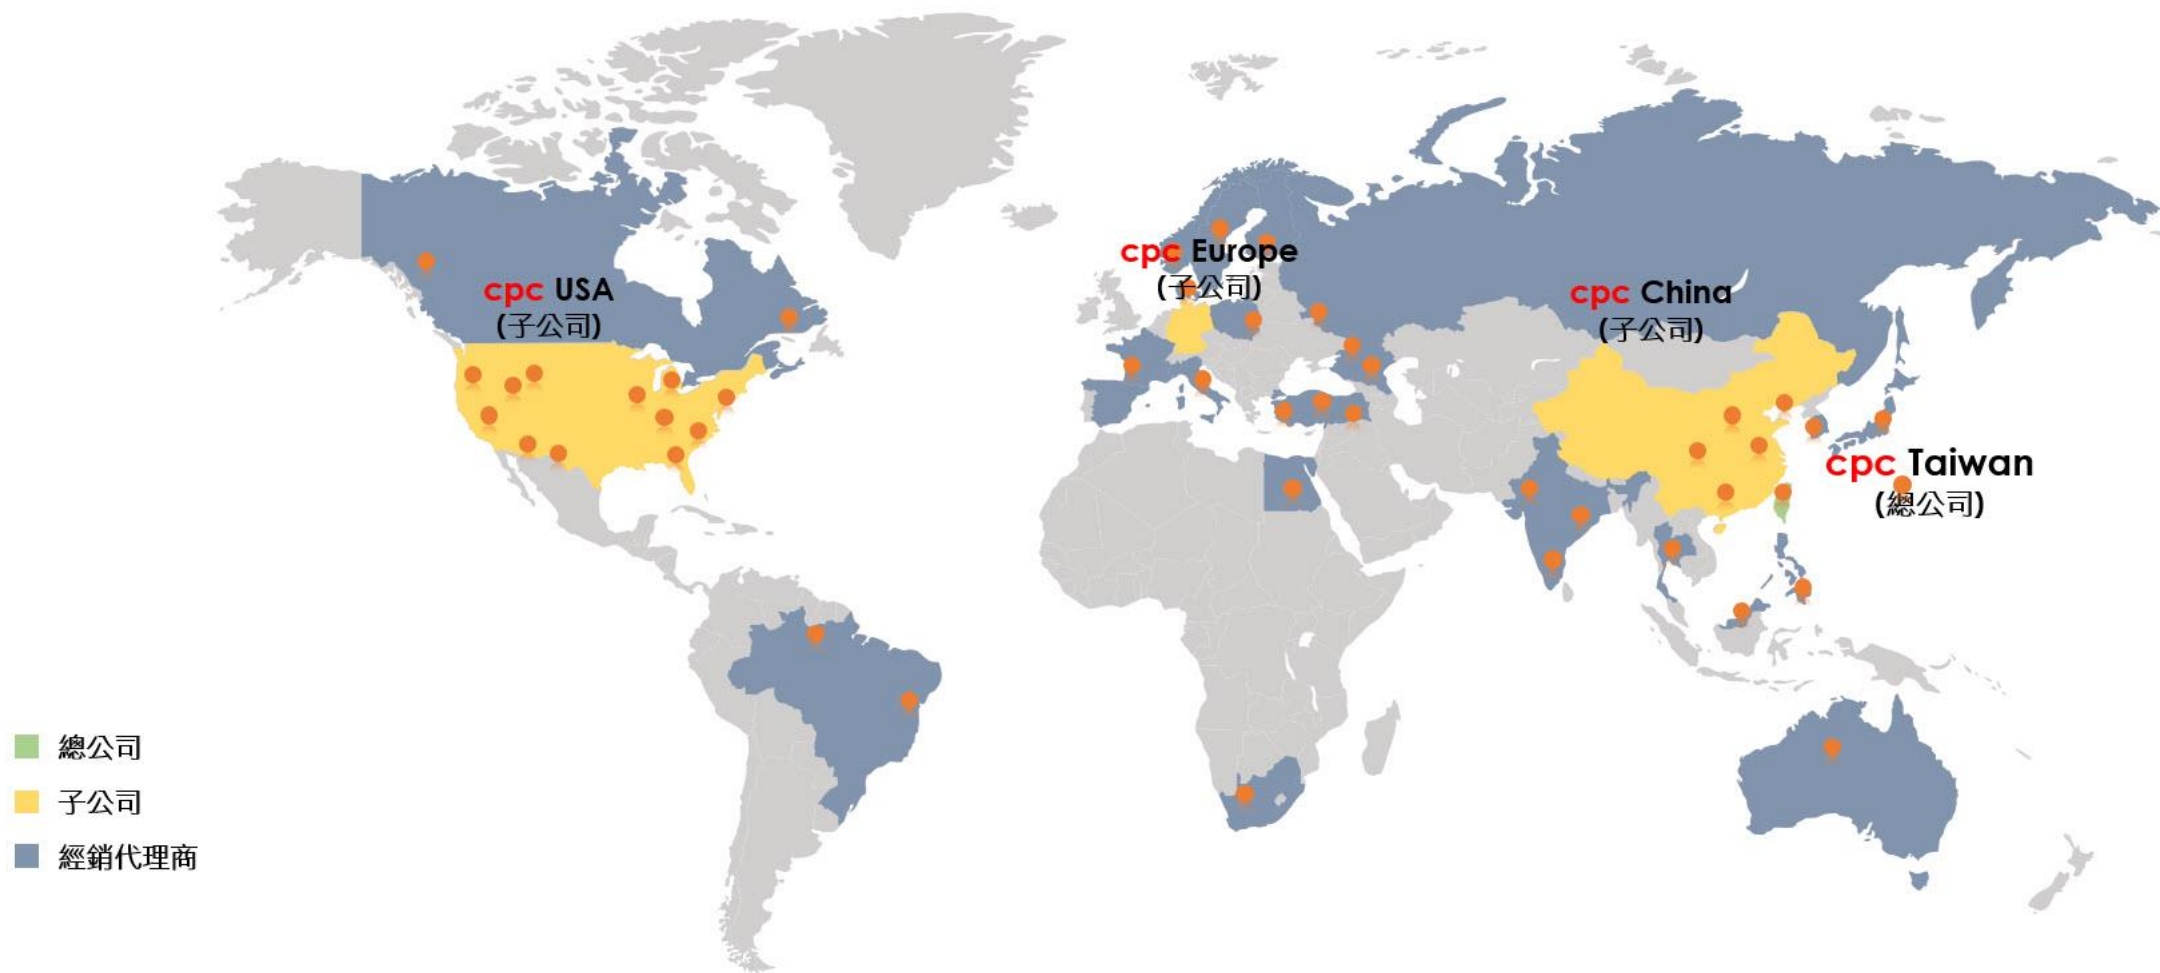 cpc Europe
(子公司)
cpc USA
(子公司)
cpc China
(子公司)
cpc Taiwan
(總公司)
總公司
子公司
經銷代理商